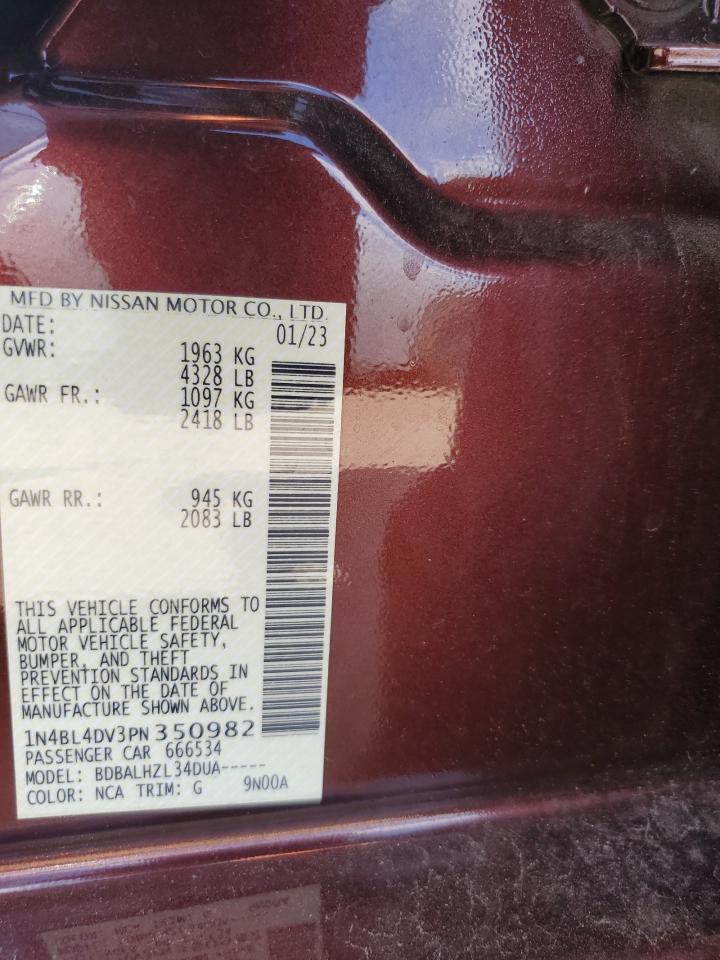 MFD BY NISSAN MOTOR CO., LTD.
DATE: 01/23
GVWR: 1963 KG
4328 LB
GAWR FR.: 1097 KG
2418 LB
GAWR RR.: 945 KG
2083 LB
THIS VEHICLE CONFORMS TO
ALL APPLICABLE FEDERAL
MOTOR VEHICLE SAFETY,
BUMPER, AND THEFT
PREVENTION STANDARDS IN
EFFECT ON THE DATE OF
MANUFACTURE SHOWN ABOVE.
1N4BL4DV3PN350982
PASSENGER CAR 666534
MODEL: BDBALHZL34DUA-----
COLOR: NCA TRIM: G 9N00A